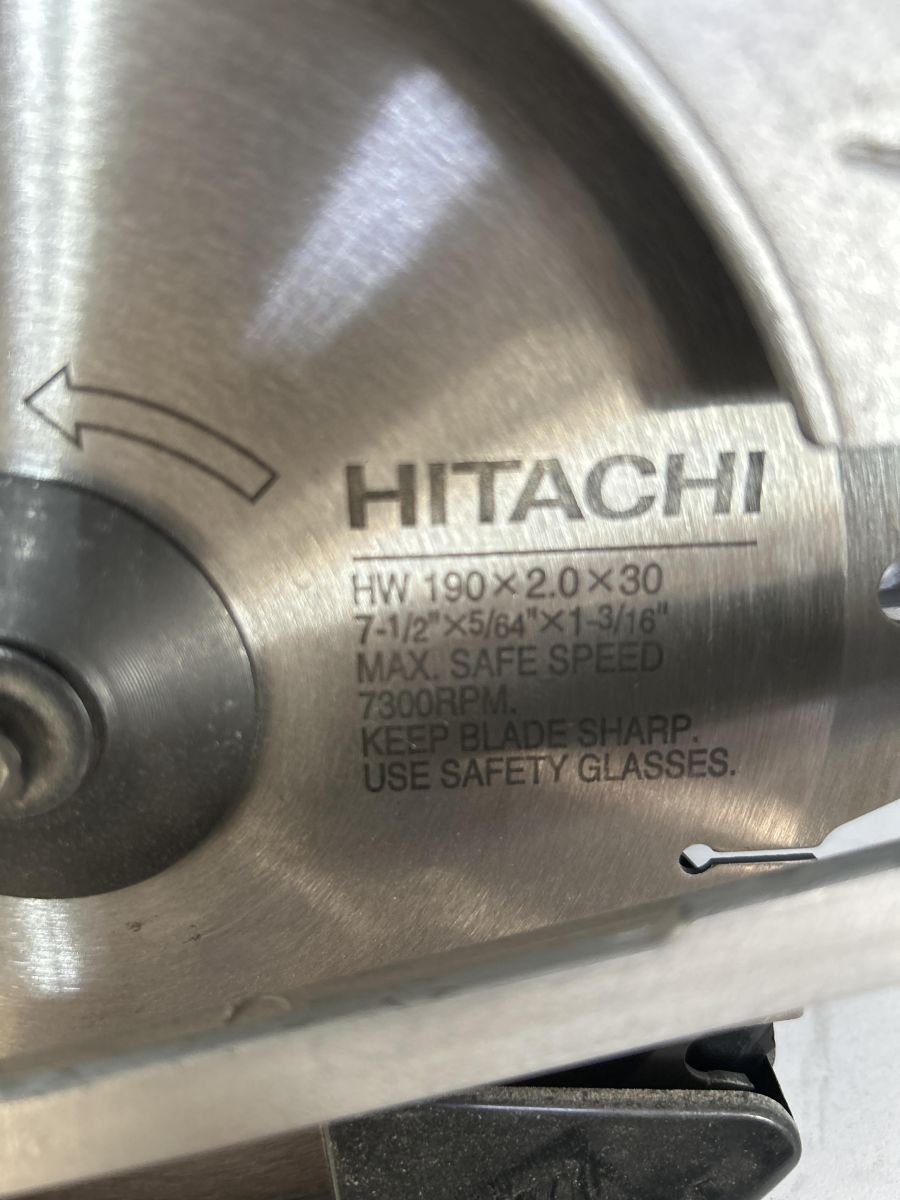 HITACHI
HW 190×2.0×30
7-1/2"×5/64"×1-3/16"
MAX. SAFE SPEED
7300RPM.
KEEP BLADE SHARP.
USE SAFETY GLASSES.